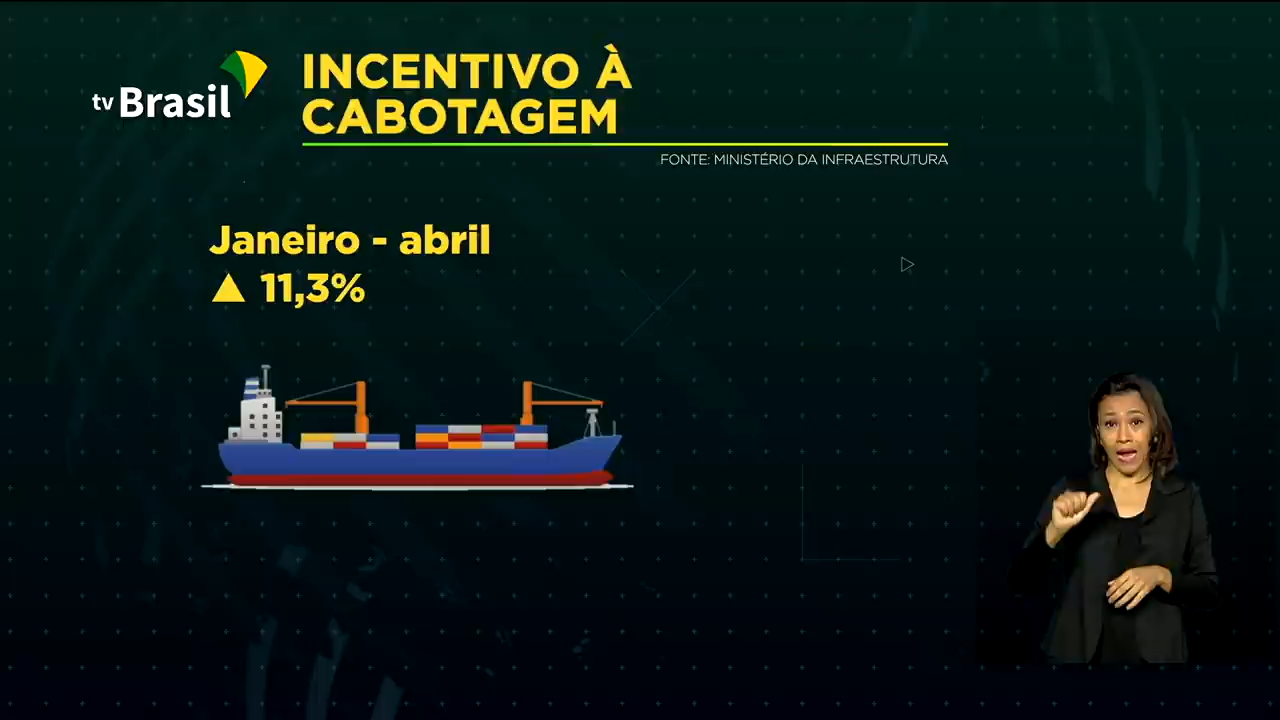 tv Brasil
INCENTIVO À
CABOTAGEM
FONTE: MINISTÉRIO DA INFRAESTRUTURA
Janeiro - abril
▲ 11,3%